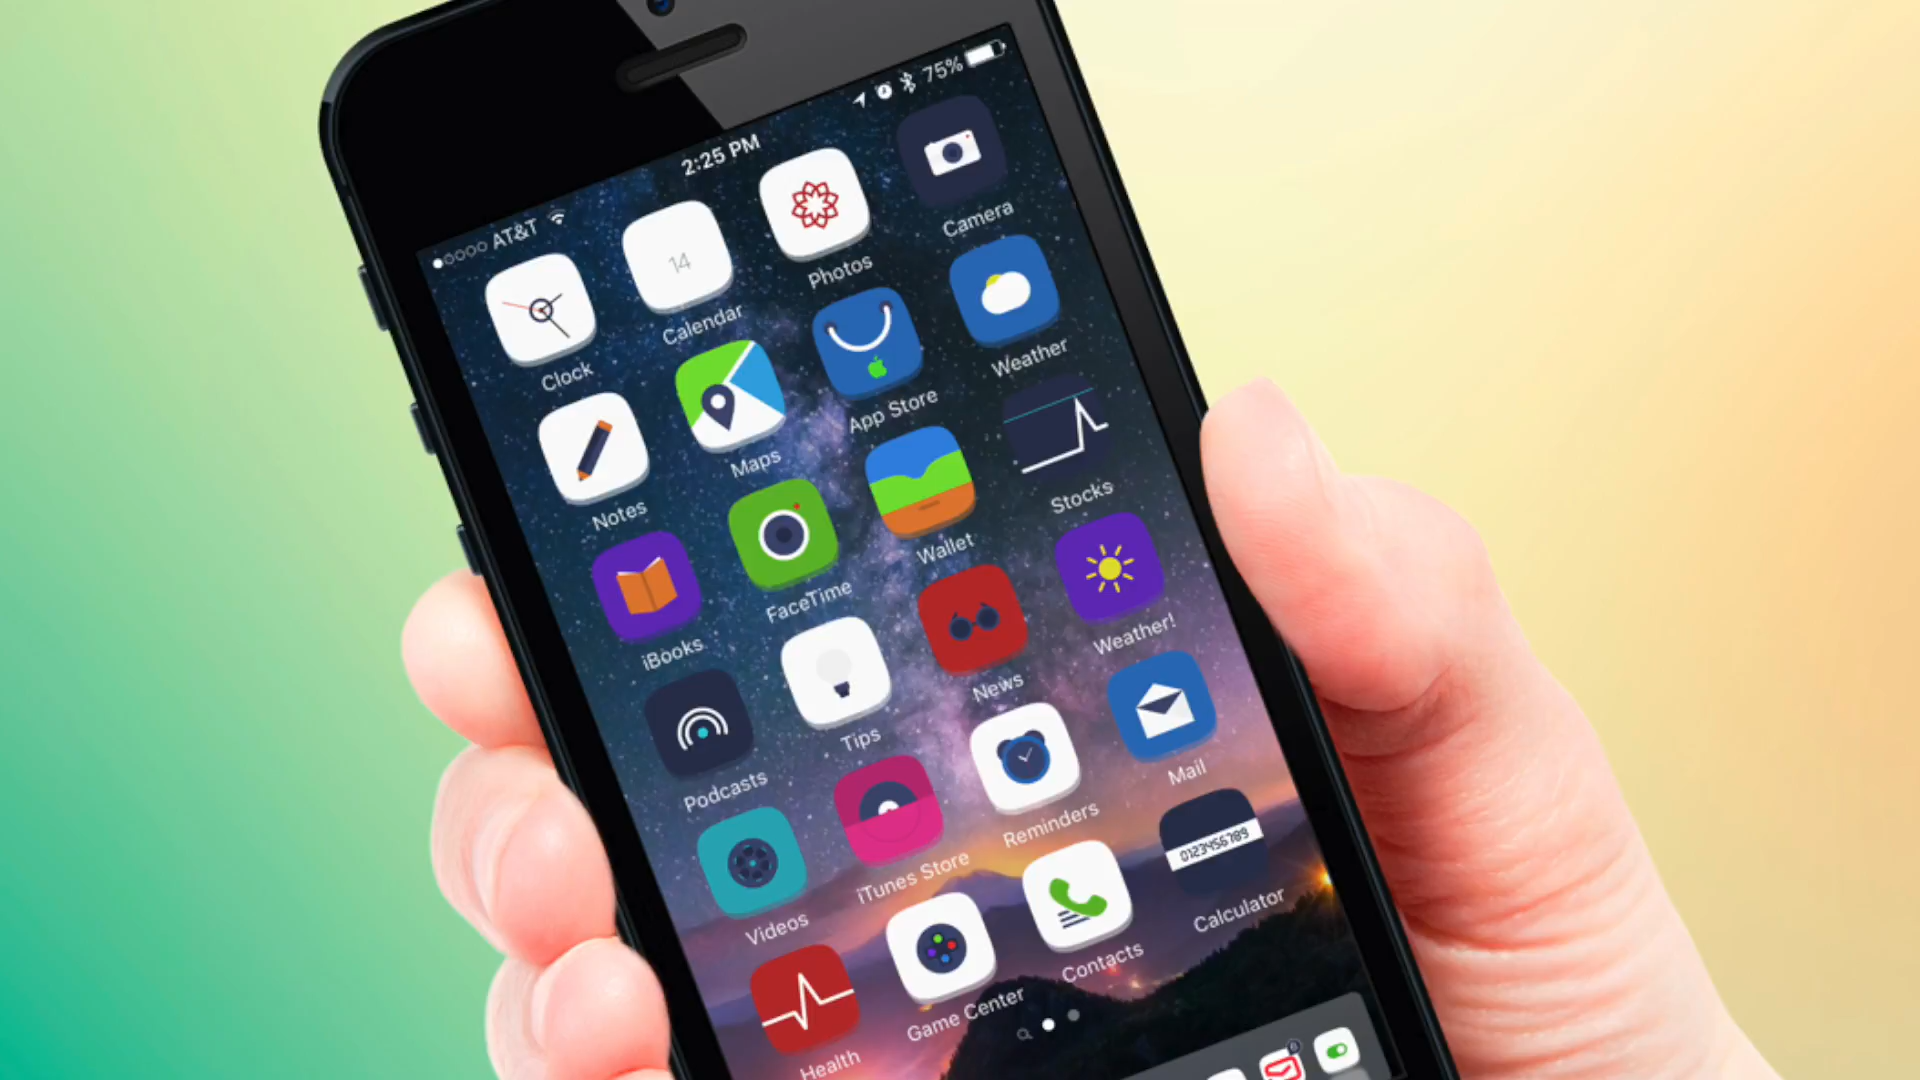 AT&T 2:25 PM 75%
14
Clock Calendar Photos Camera
Notes Maps App Store Weather
iBooks FaceTime Wallet Stocks
Podcasts Tips News Weather!
Videos iTunes Store Reminders Mail
0123456789
Health Game Center Contacts Calculator
6